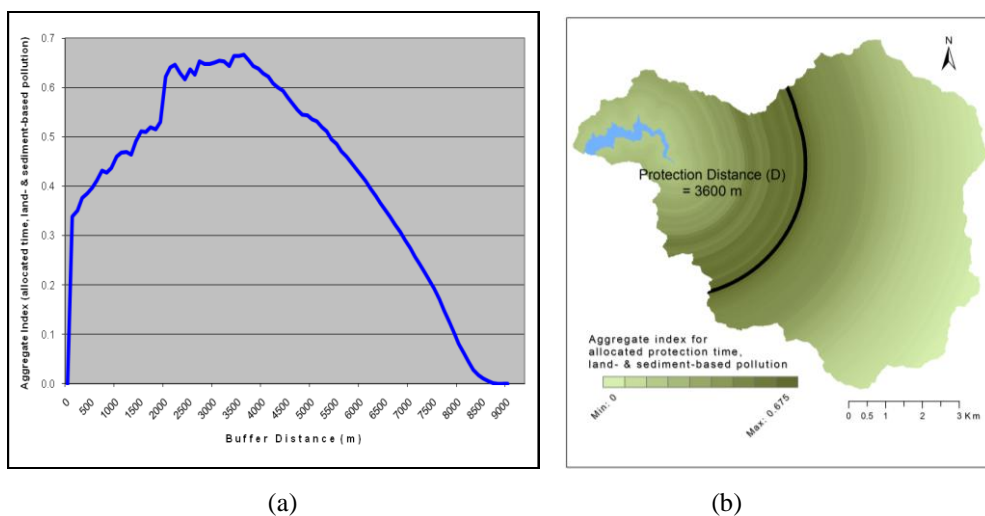 Aggregate Index (allocated time, land- & sediment-based pollution)
0.7
0.6
0.5
0.4
0.3
0.2
0.1
0.0
0
500
1000
1500
2000
2500
3000
3500
4000
4500
5000
5500
6000
6500
7000
7500
8000
8500
9000
Buffer Distance (m)
(a)
N
Protection Distance (D)
= 3600 m
Aggregate index for
allocated protection time,
land- & sediment-based pollution
Min: 0
Max: 0.675
0 0.5 1 2 3 Km
(b)